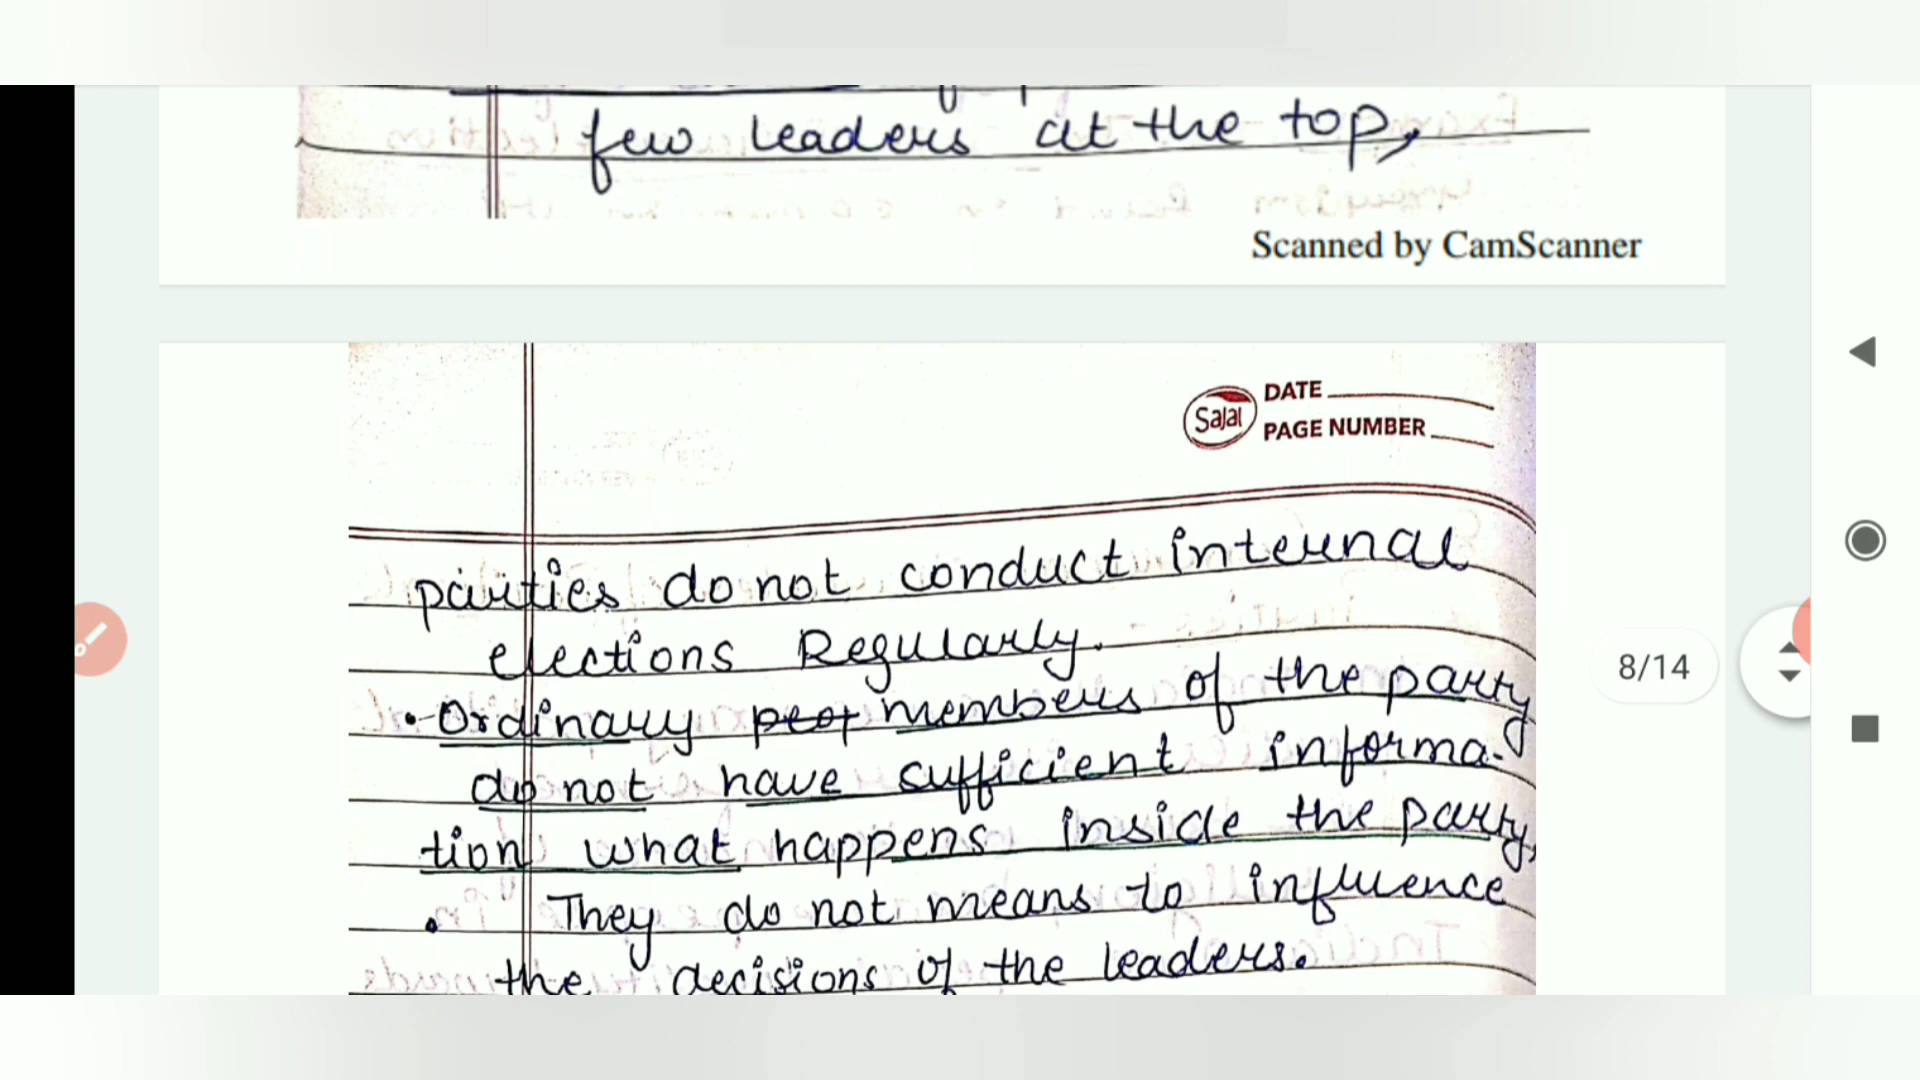 few leaders at the top,
Scanned by CamScanner
Sajal
DATE
PAGE NUMBER
parties do not conduct internal
elections Regularly.
• Ordinary members of the party
do not have sufficient informa-
tion what happens inside the party,
• They do not means to influence
the decisions of the leaders.
8/14